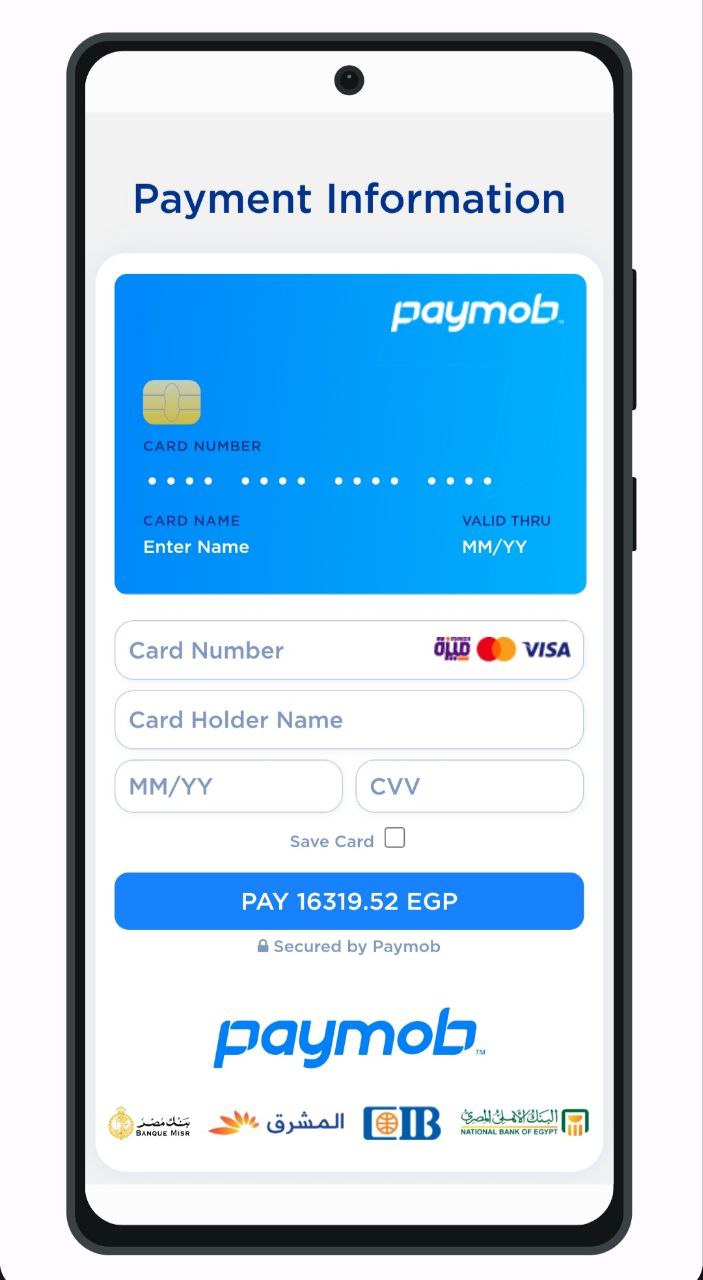 Payment Information
paymob
CARD NUMBER
•••• •••• •••• ••••
CARD NAME VALID THRU
Enter Name MM/YY
Card Number ميزة VISA
Card Holder Name
MM/YY CVV
Save Card
PAY 16319.52 EGP
Secured by Paymob
paymob™
بنك مصر
BANQUE MISR
المشرق
CIB
البنك الأهلي المصري
NATIONAL BANK OF EGYPT